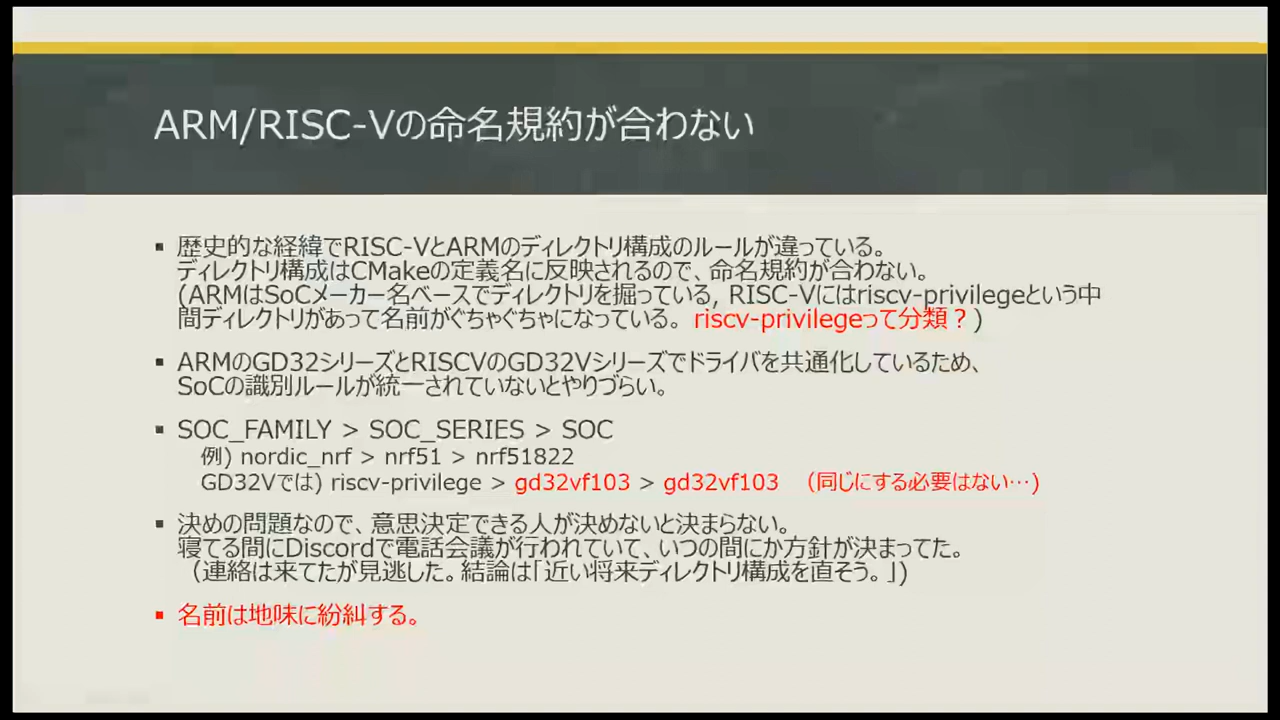 ARM/RISC-Vの命名規約が合わない
▪ 歴史的な経緯でRISC-VとARMのディレクトリ構成のルールが違っている。
ディレクトリ構成はCMakeの定義名に反映されるので、命名規約が合わない。
(ARMはSoCメーカー名ベースでディレクトリを掘っている, RISC-Vにはriscv-privilegeという中
間ディレクトリがあって名前がぐちゃぐちゃになっている。 riscv-privilegeって分類？)
▪ ARMのGD32シリーズとRISCVのGD32Vシリーズでドライバを共通化しているため、
SoCの識別ルールが統一されていないとやりづらい。
▪ SOC_FAMILY > SOC_SERIES > SOC
例) nordic_nrf > nrf51 > nrf51822
GD32Vでは) riscv-privilege > gd32vf103 > gd32vf103 （同じにする必要はない…)
▪ 決めの問題なので、意思決定できる人が決めないと決まらない。
寝てる間にDiscordで電話会議が行われていて、いつの間にか方針が決まってた。
（連絡は来てたが見逃した。結論は「近い将来ディレクトリ構成を直そう。」)
▪ 名前は地味に紛糾する。